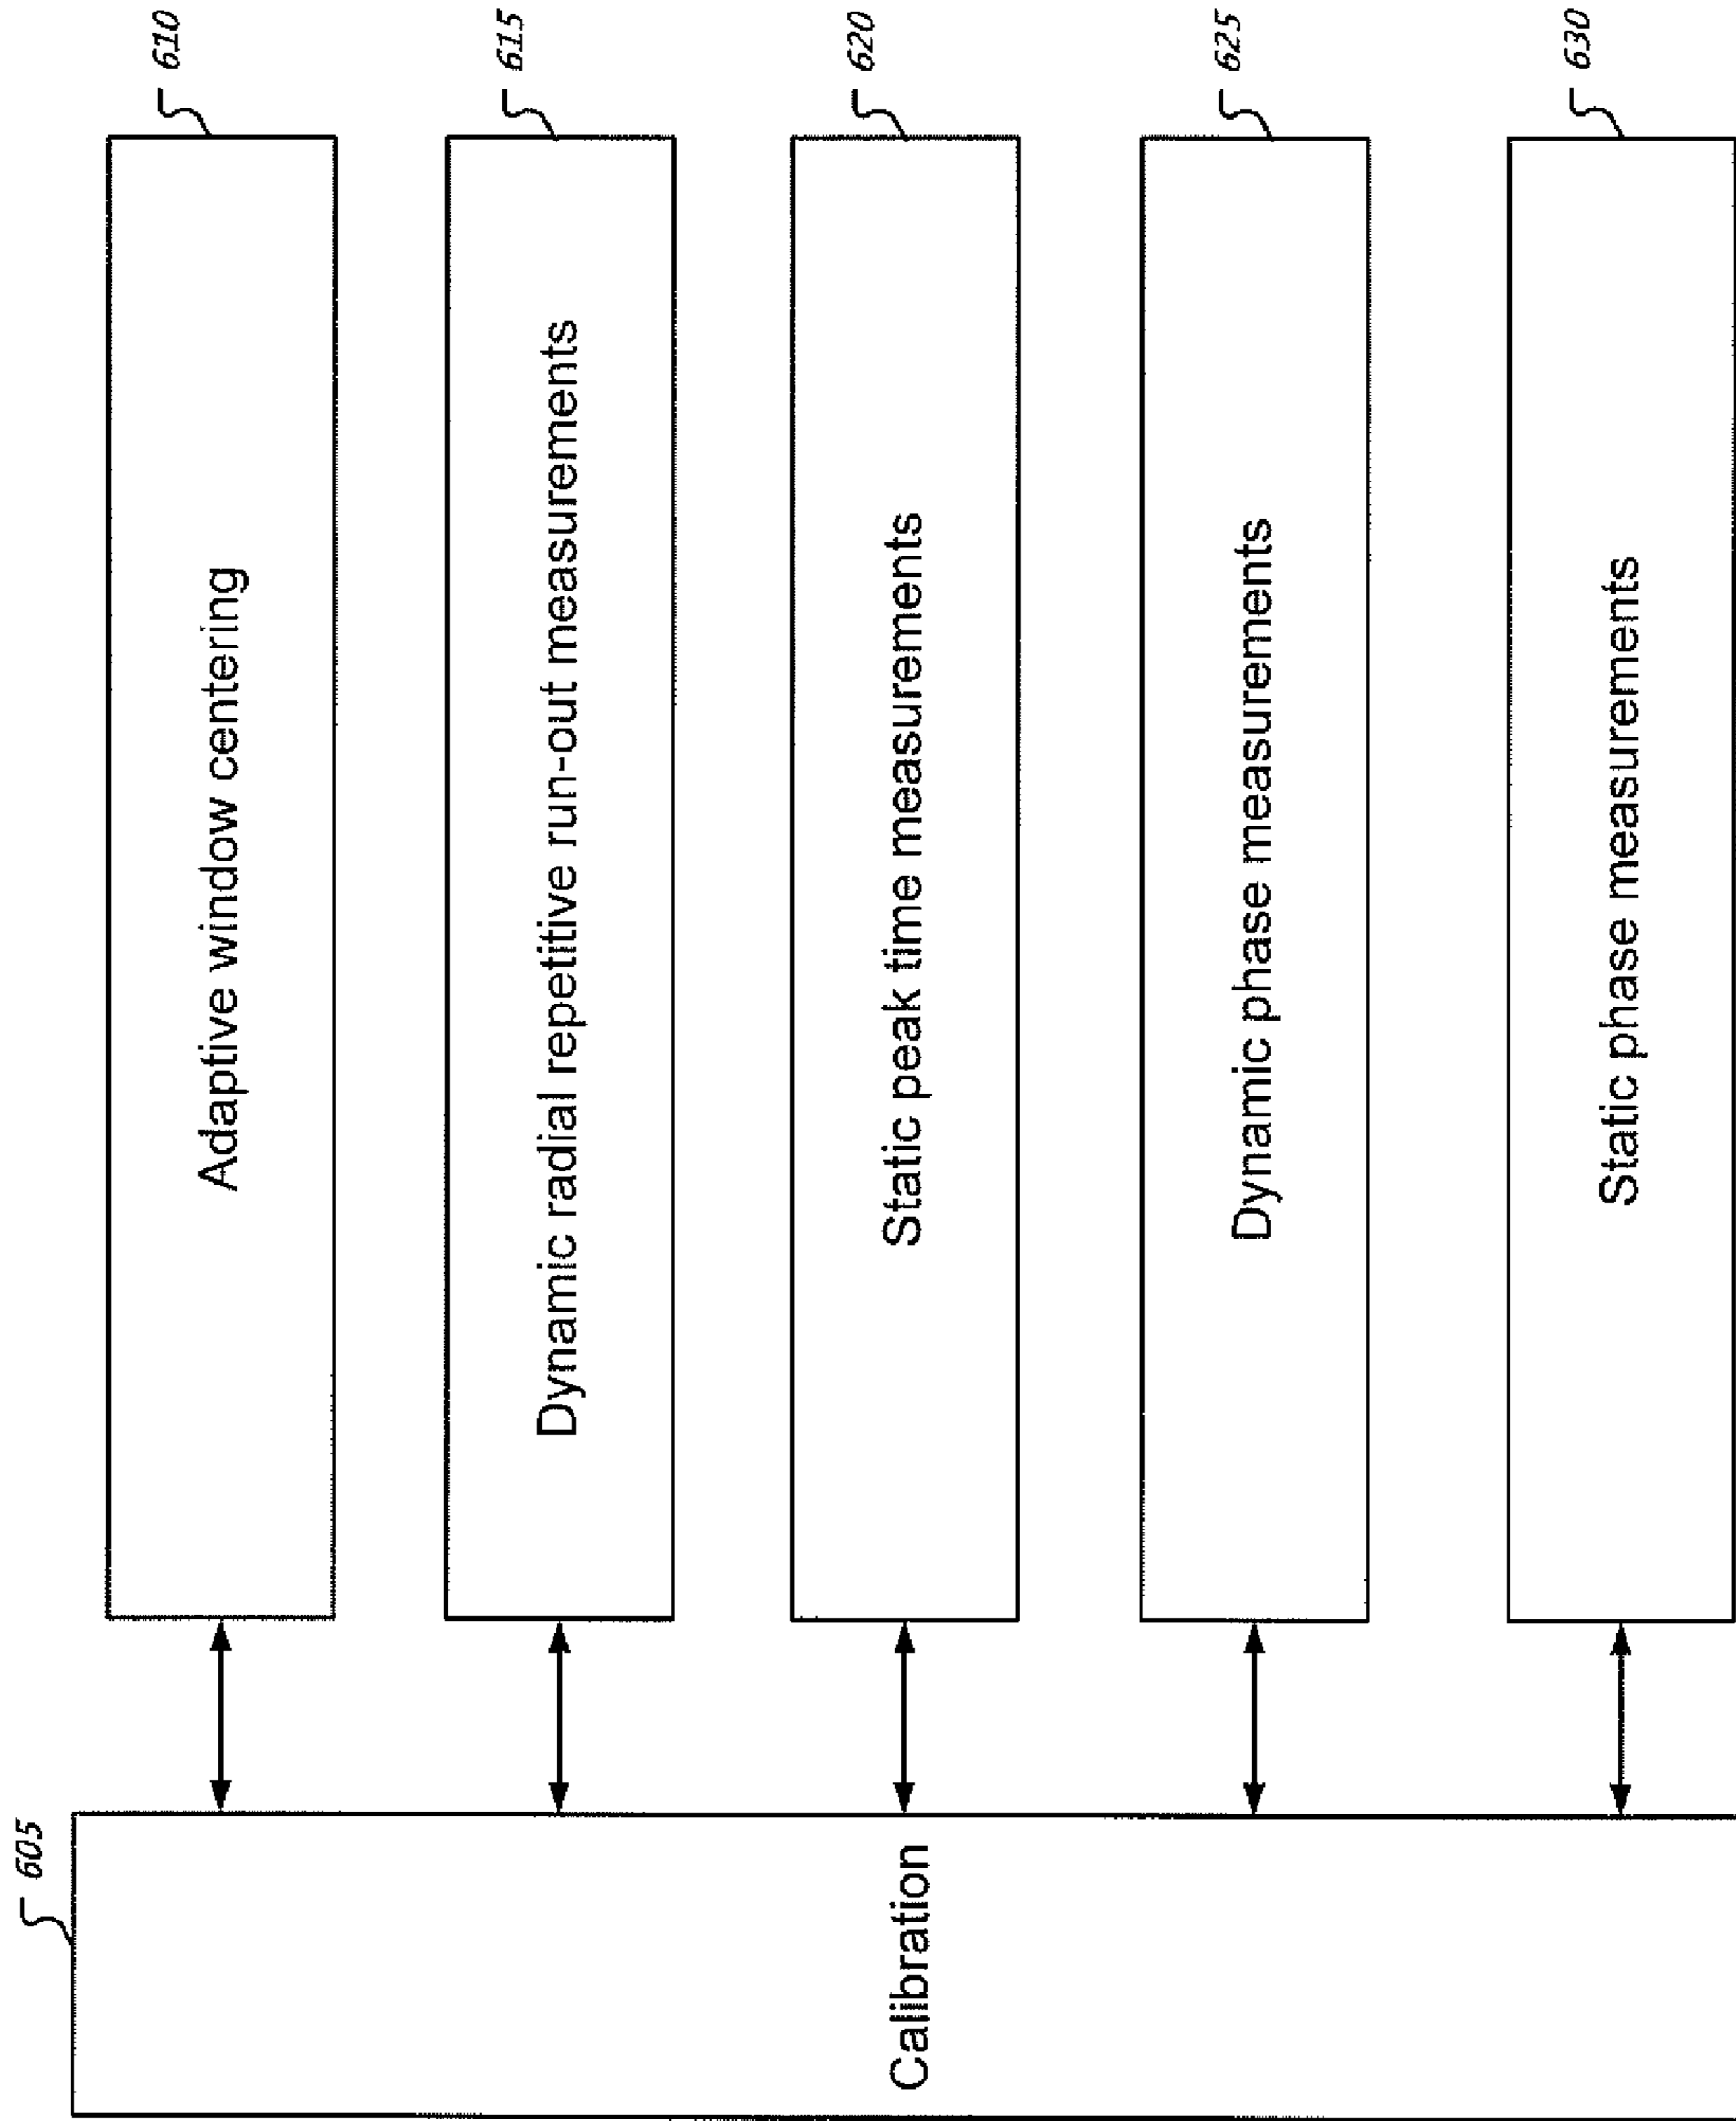 605
Calibration
Adaptive window centering
610
Dynamic radial repetitive run-out measurements
615
Static peak time measurements
620
Dynamic phase measurements
625
Static phase measurements
630